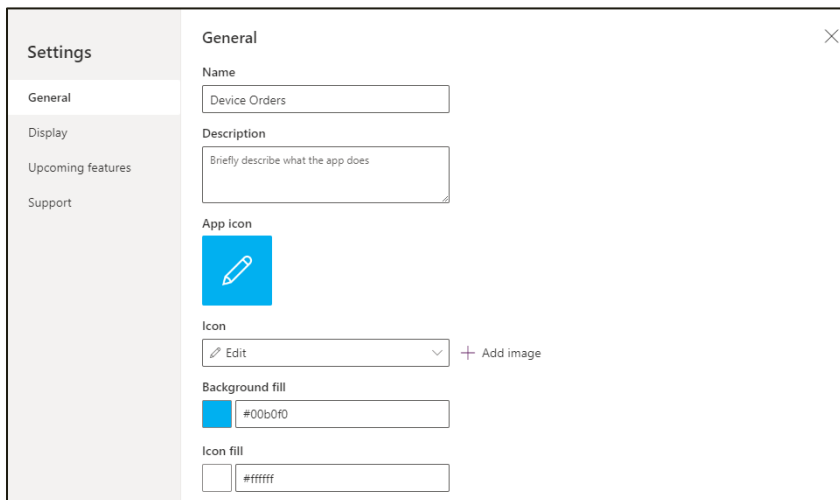 Settings
General
Display
Upcoming features
Support
General
Name
Device Orders
Description
Briefly describe what the app does
App icon
Icon
Edit
Add image
Background fill
#00b0f0
Icon fill
#ffffff